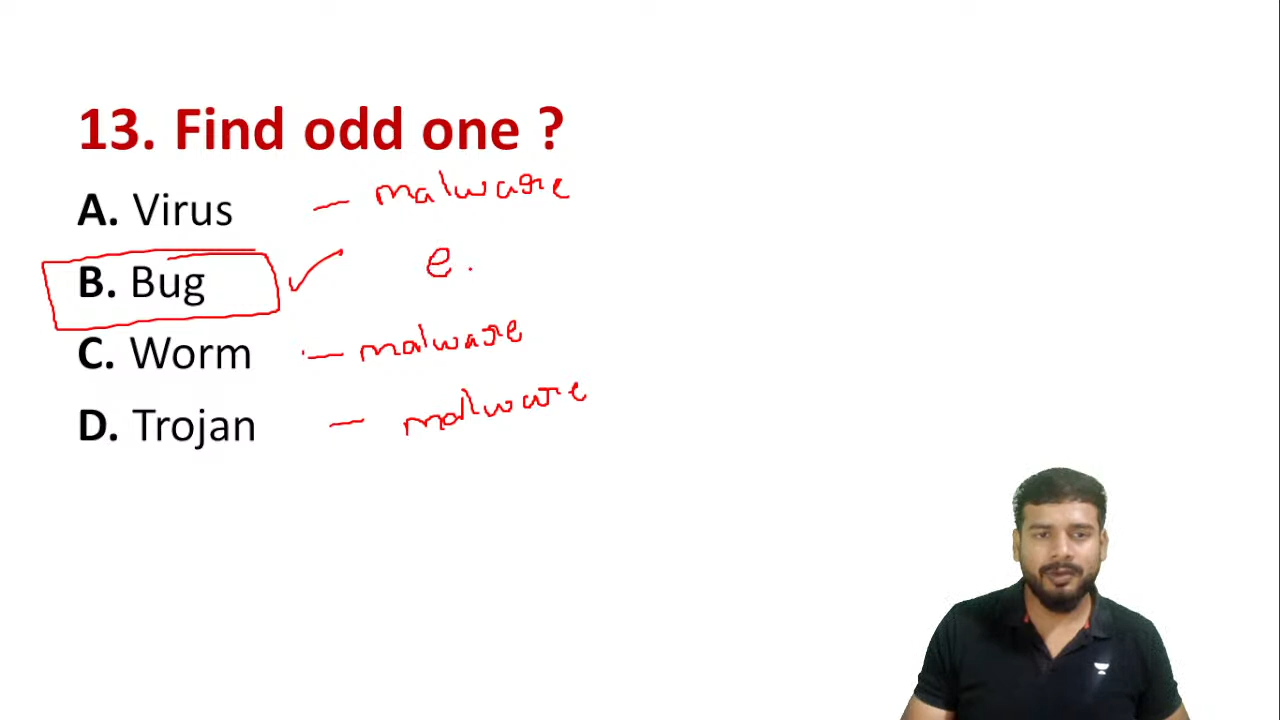 13. Find odd one ?
A. Virus – malware
B. Bug ✓ e.
C. Worm – malware
D. Trojan – malware